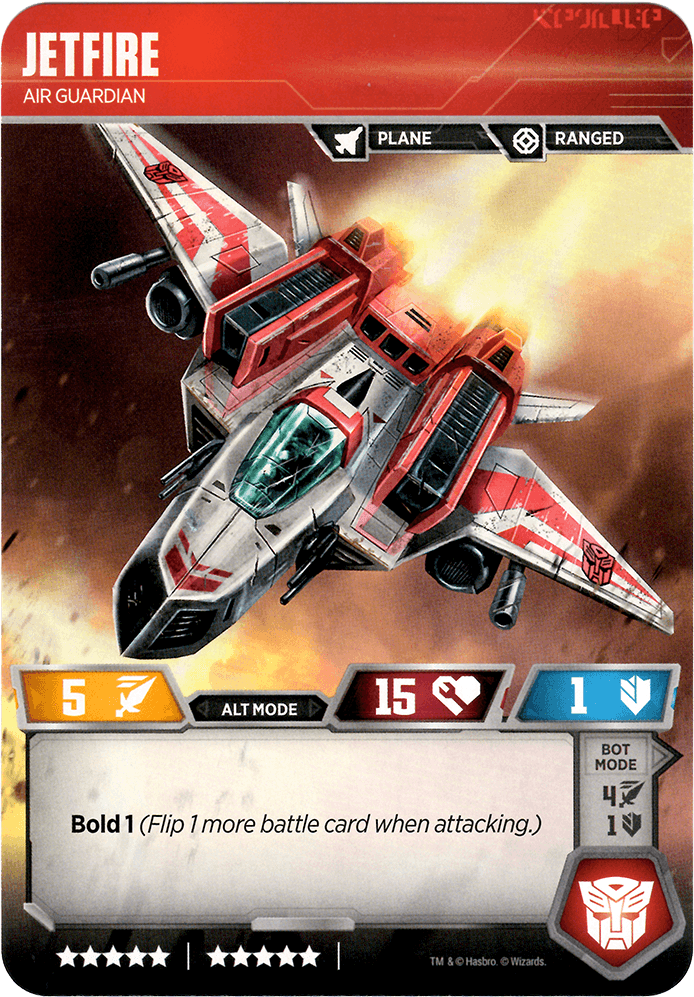 JETFIRE
AIR GUARDIAN
PLANE
RANGED
5
ALT MODE
15
1
BOT
MODE
4
1
Bold 1 (Flip 1 more battle card when attacking.)
TM & © Hasbro. © Wizards.